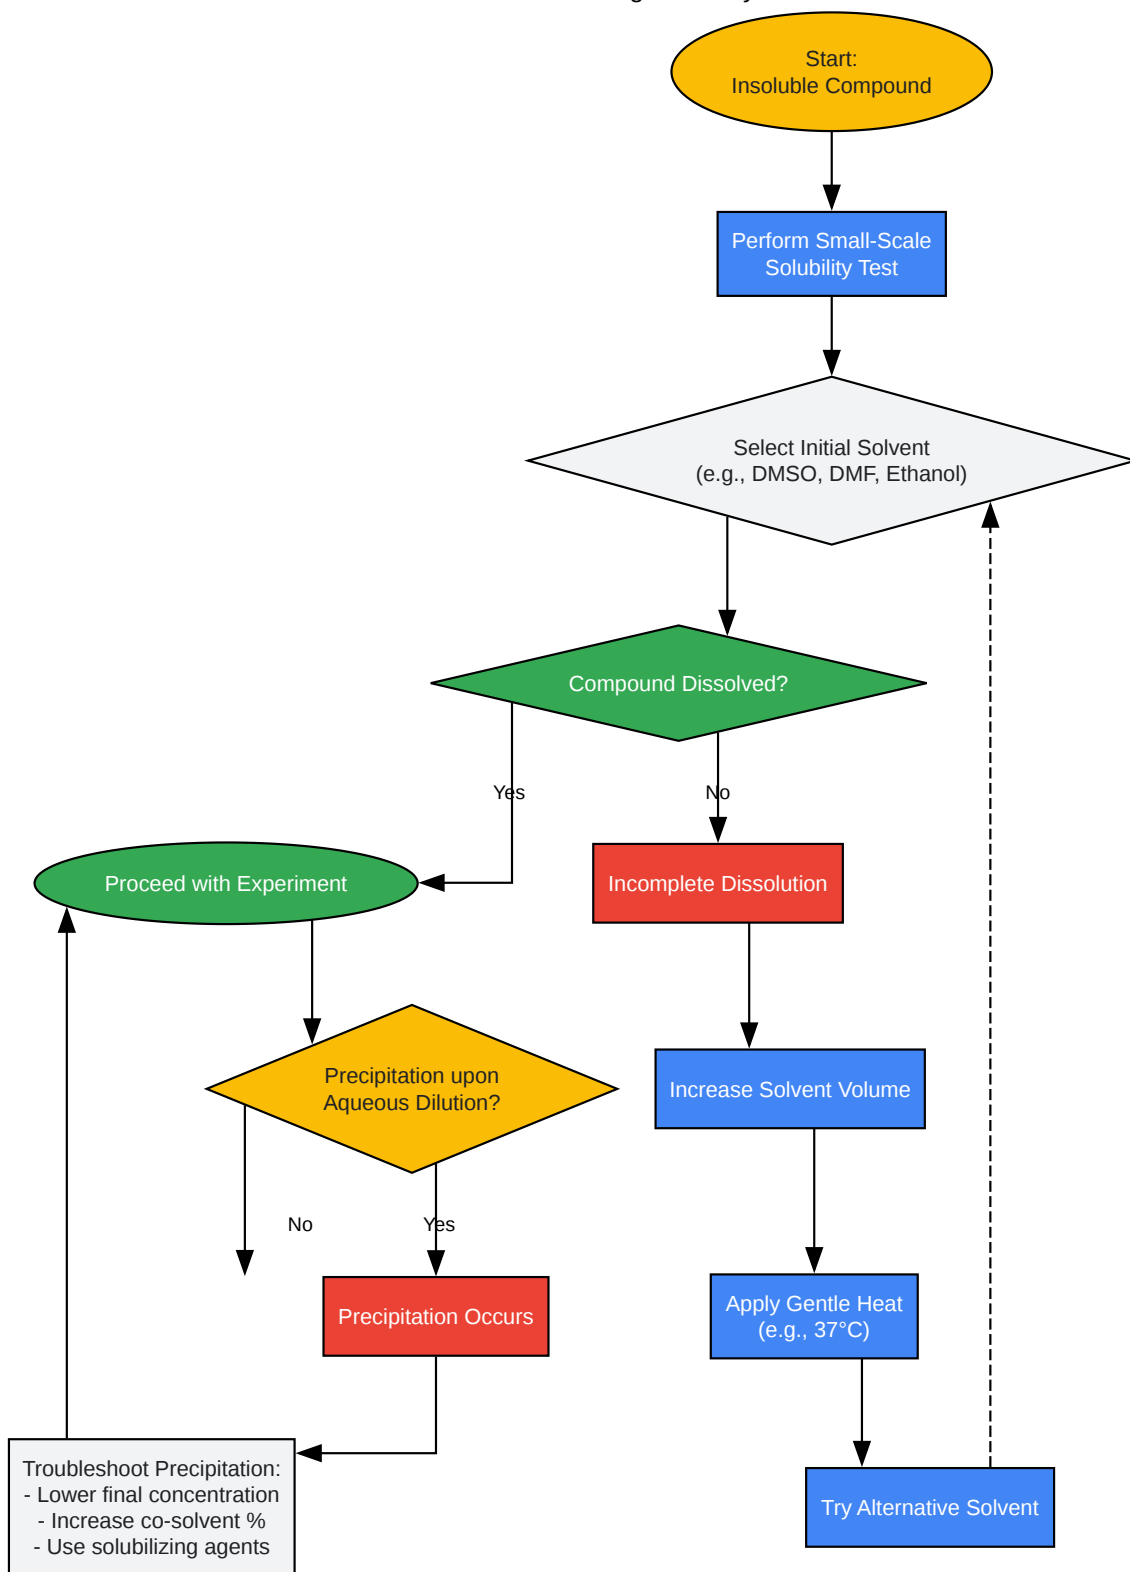 Start:
Insoluble Compound
Perform Small-Scale
Solubility Test
Select Initial Solvent
(e.g., DMSO, DMF, Ethanol)
Compound Dissolved?
Yes
No
Proceed with Experiment
Incomplete Dissolution
Precipitation upon
Aqueous Dilution?
Increase Solvent Volume
No
Yes
Precipitation Occurs
Apply Gentle Heat
(e.g., 37°C)
Troubleshoot Precipitation:
- Lower final concentration
- Increase co-solvent %
- Use solubilizing agents
Try Alternative Solvent